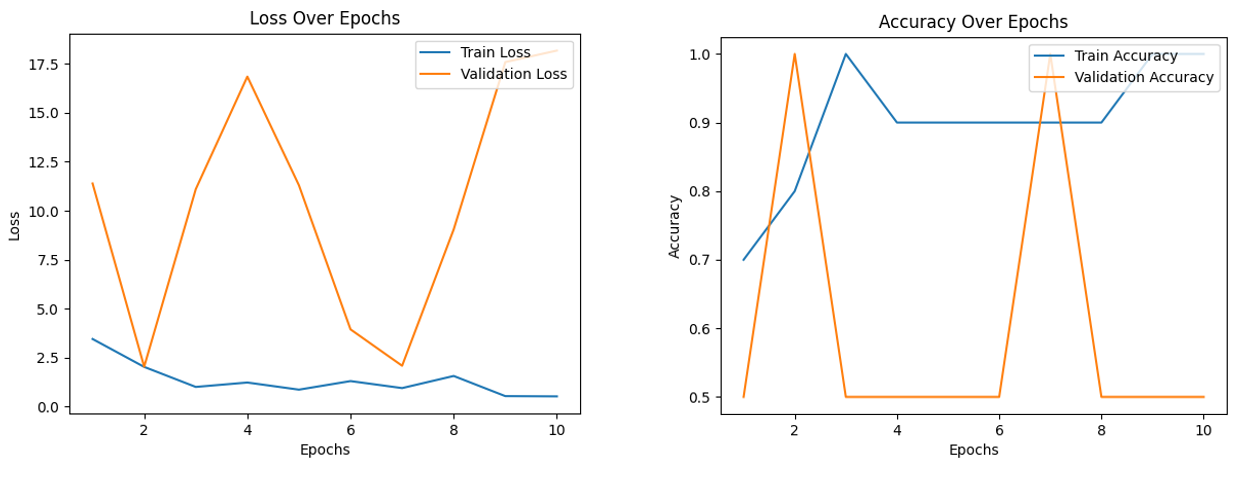 Loss Over Epochs
Train Loss
Validation Loss
17.5
15.0
12.5
10.0
7.5
5.0
2.5
0.0
Loss
2
4
6
8
10
Epochs
Accuracy Over Epochs
Train Accuracy
Validation Accuracy
1.0
0.9
0.8
0.7
0.6
0.5
Accuracy
2
4
6
8
10
Epochs